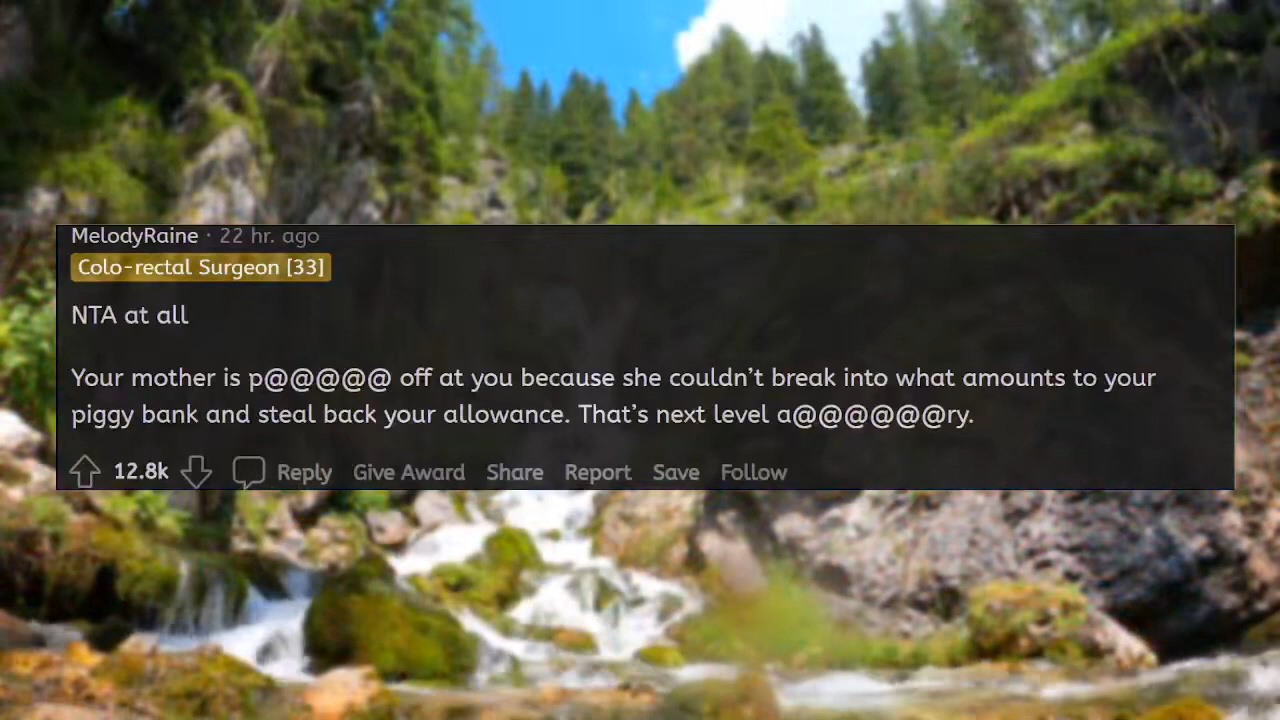 MelodyRaine · 22 hr. ago
Colo-rectal Surgeon [33]
NTA at all
Your mother is p@@@@@ off at you because she couldn’t break into what amounts to your
piggy bank and steal back your allowance. That’s next level a@@@@@@ry.
12.8k Reply Give Award Share Report Save Follow